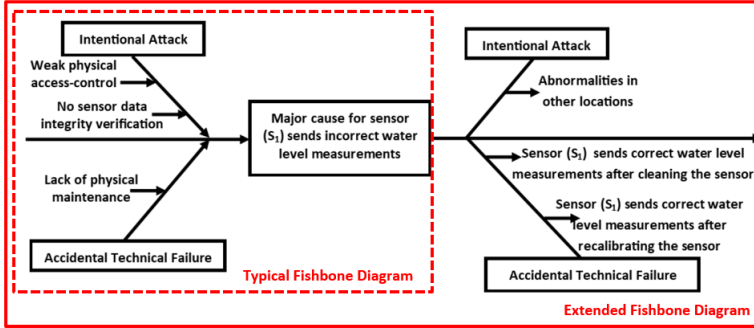 Intentional Attack
Weak physical
access-control
No sensor data
integrity verification
Lack of physical
maintenance
Accidental Technical Failure
Major cause for sensor
(S₁) sends incorrect water
level measurements
Typical Fishbone Diagram
Intentional Attack
Abnormalities in
other locations
Sensor (S₁) sends correct water level
measurements after cleaning the sensor
Sensor (S₁) sends correct water
level measurements after
recalibrating the sensor
Accidental Technical Failure
Extended Fishbone Diagram